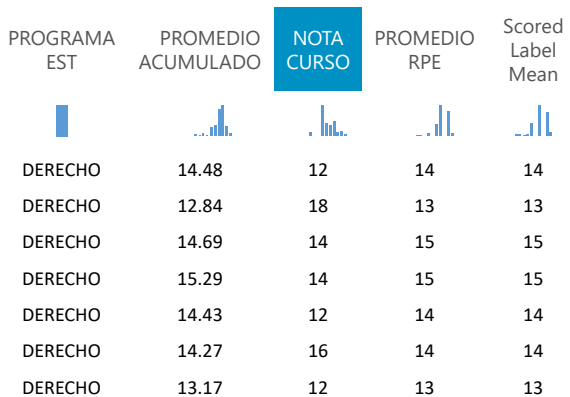 PROGRAMA EST
PROMEDIO ACUMULADO
NOTA CURSO
PROMEDIO RPE
Scored Label Mean
DERECHO 14.48 12 14 14
DERECHO 12.84 18 13 13
DERECHO 14.69 14 15 15
DERECHO 15.29 14 15 15
DERECHO 14.43 12 14 14
DERECHO 14.27 16 14 14
DERECHO 13.17 12 13 13